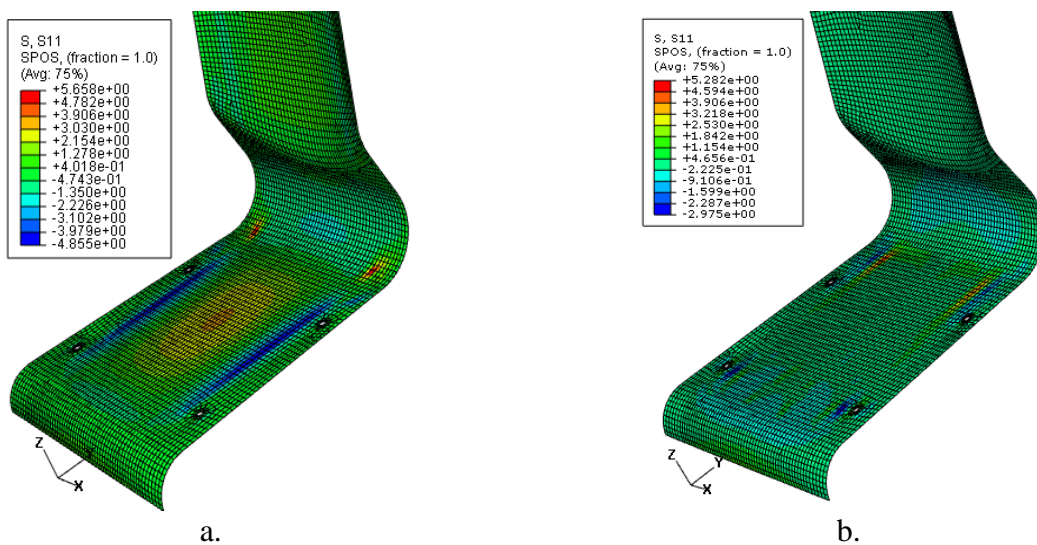 S, S11
SPOS, (fraction = 1.0)
(Avg: 75%)
+5.658e+00
+4.782e+00
+3.906e+00
+3.030e+00
+2.154e+00
+1.278e+00
+4.018e-01
-4.743e-01
-1.350e+00
-2.226e+00
-3.102e+00
-3.979e+00
-4.855e+00
Z
X
a.
S, S11
SPOS, (fraction = 1.0)
(Avg: 75%)
+5.282e+00
+4.594e+00
+3.906e+00
+3.218e+00
+2.530e+00
+1.842e+00
+1.154e+00
+4.656e-01
-2.225e-01
-9.106e-01
-1.599e+00
-2.287e+00
-2.975e+00
Z
Y
X
b.